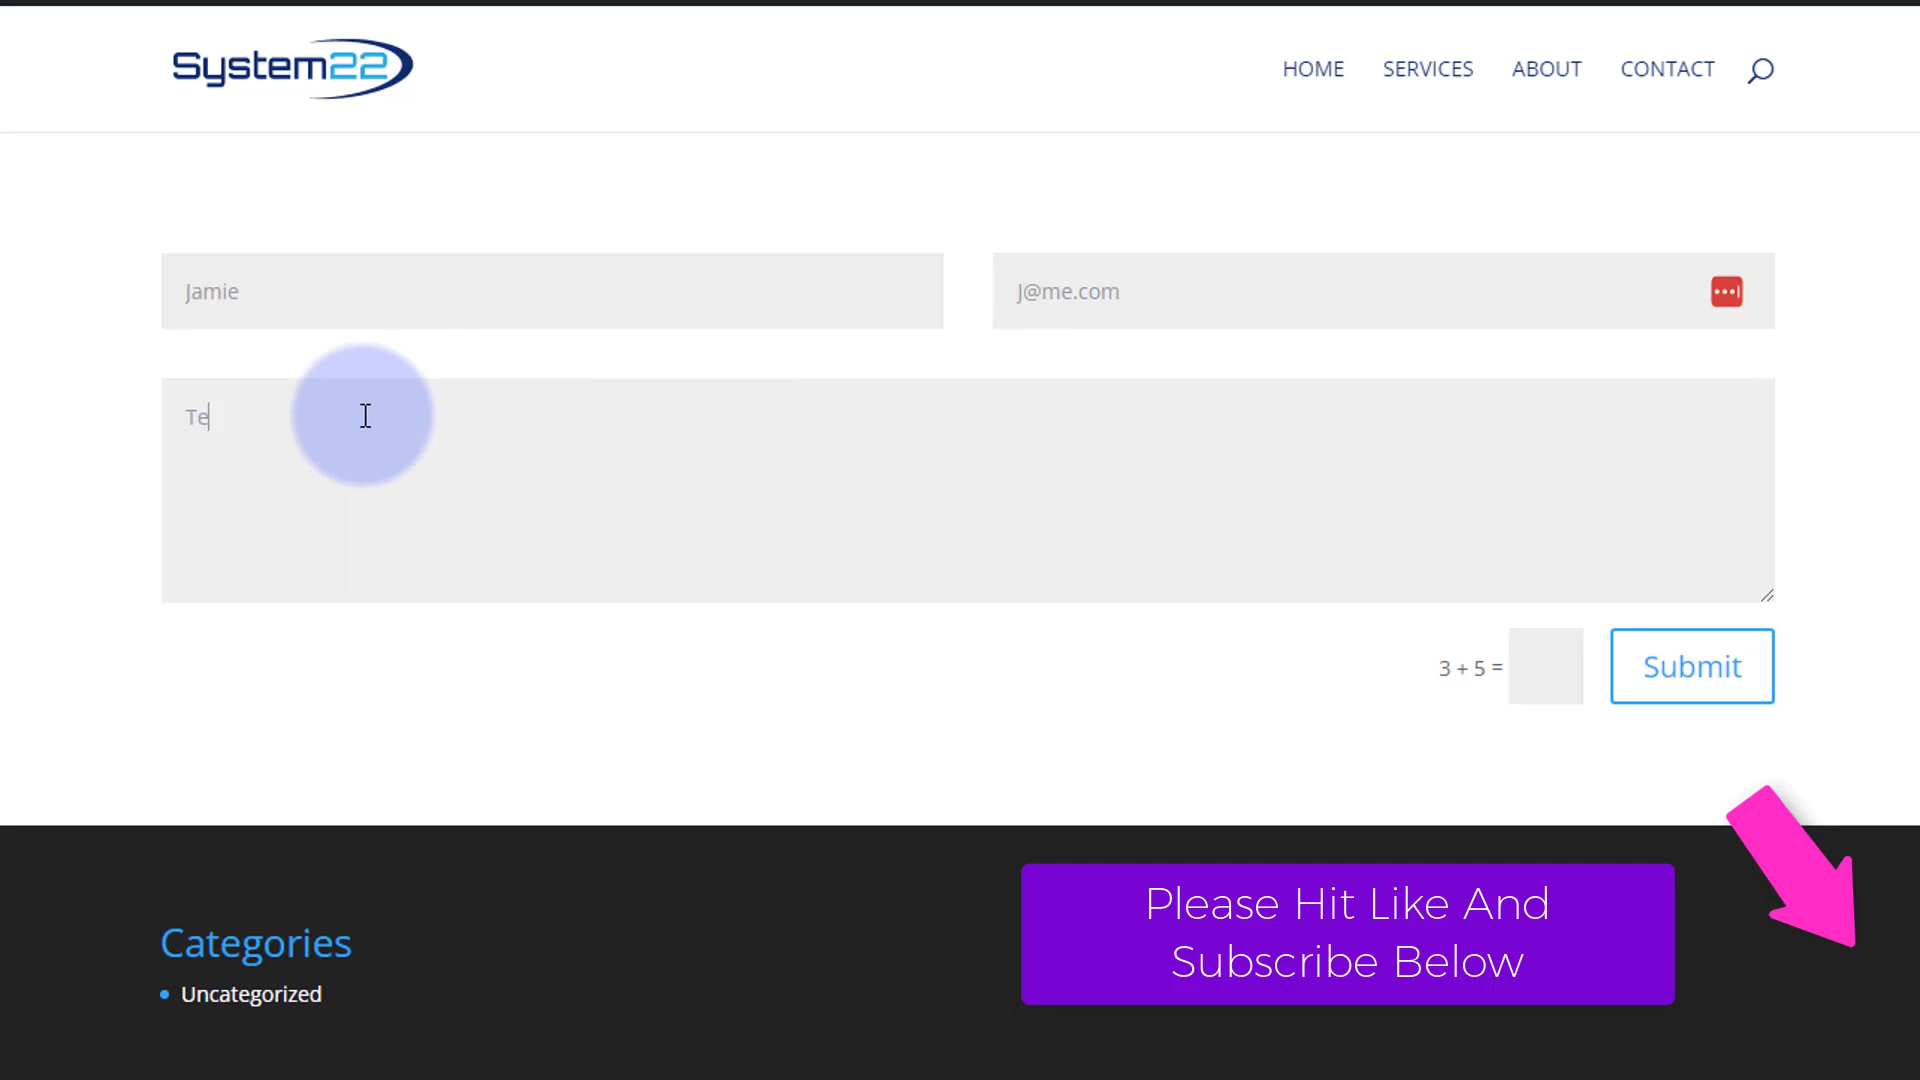 System22
HOME SERVICES ABOUT CONTACT
Jamie
J@me.com
Te
3 + 5 =
Submit
Categories
Uncategorized
Please Hit Like And
Subscribe Below